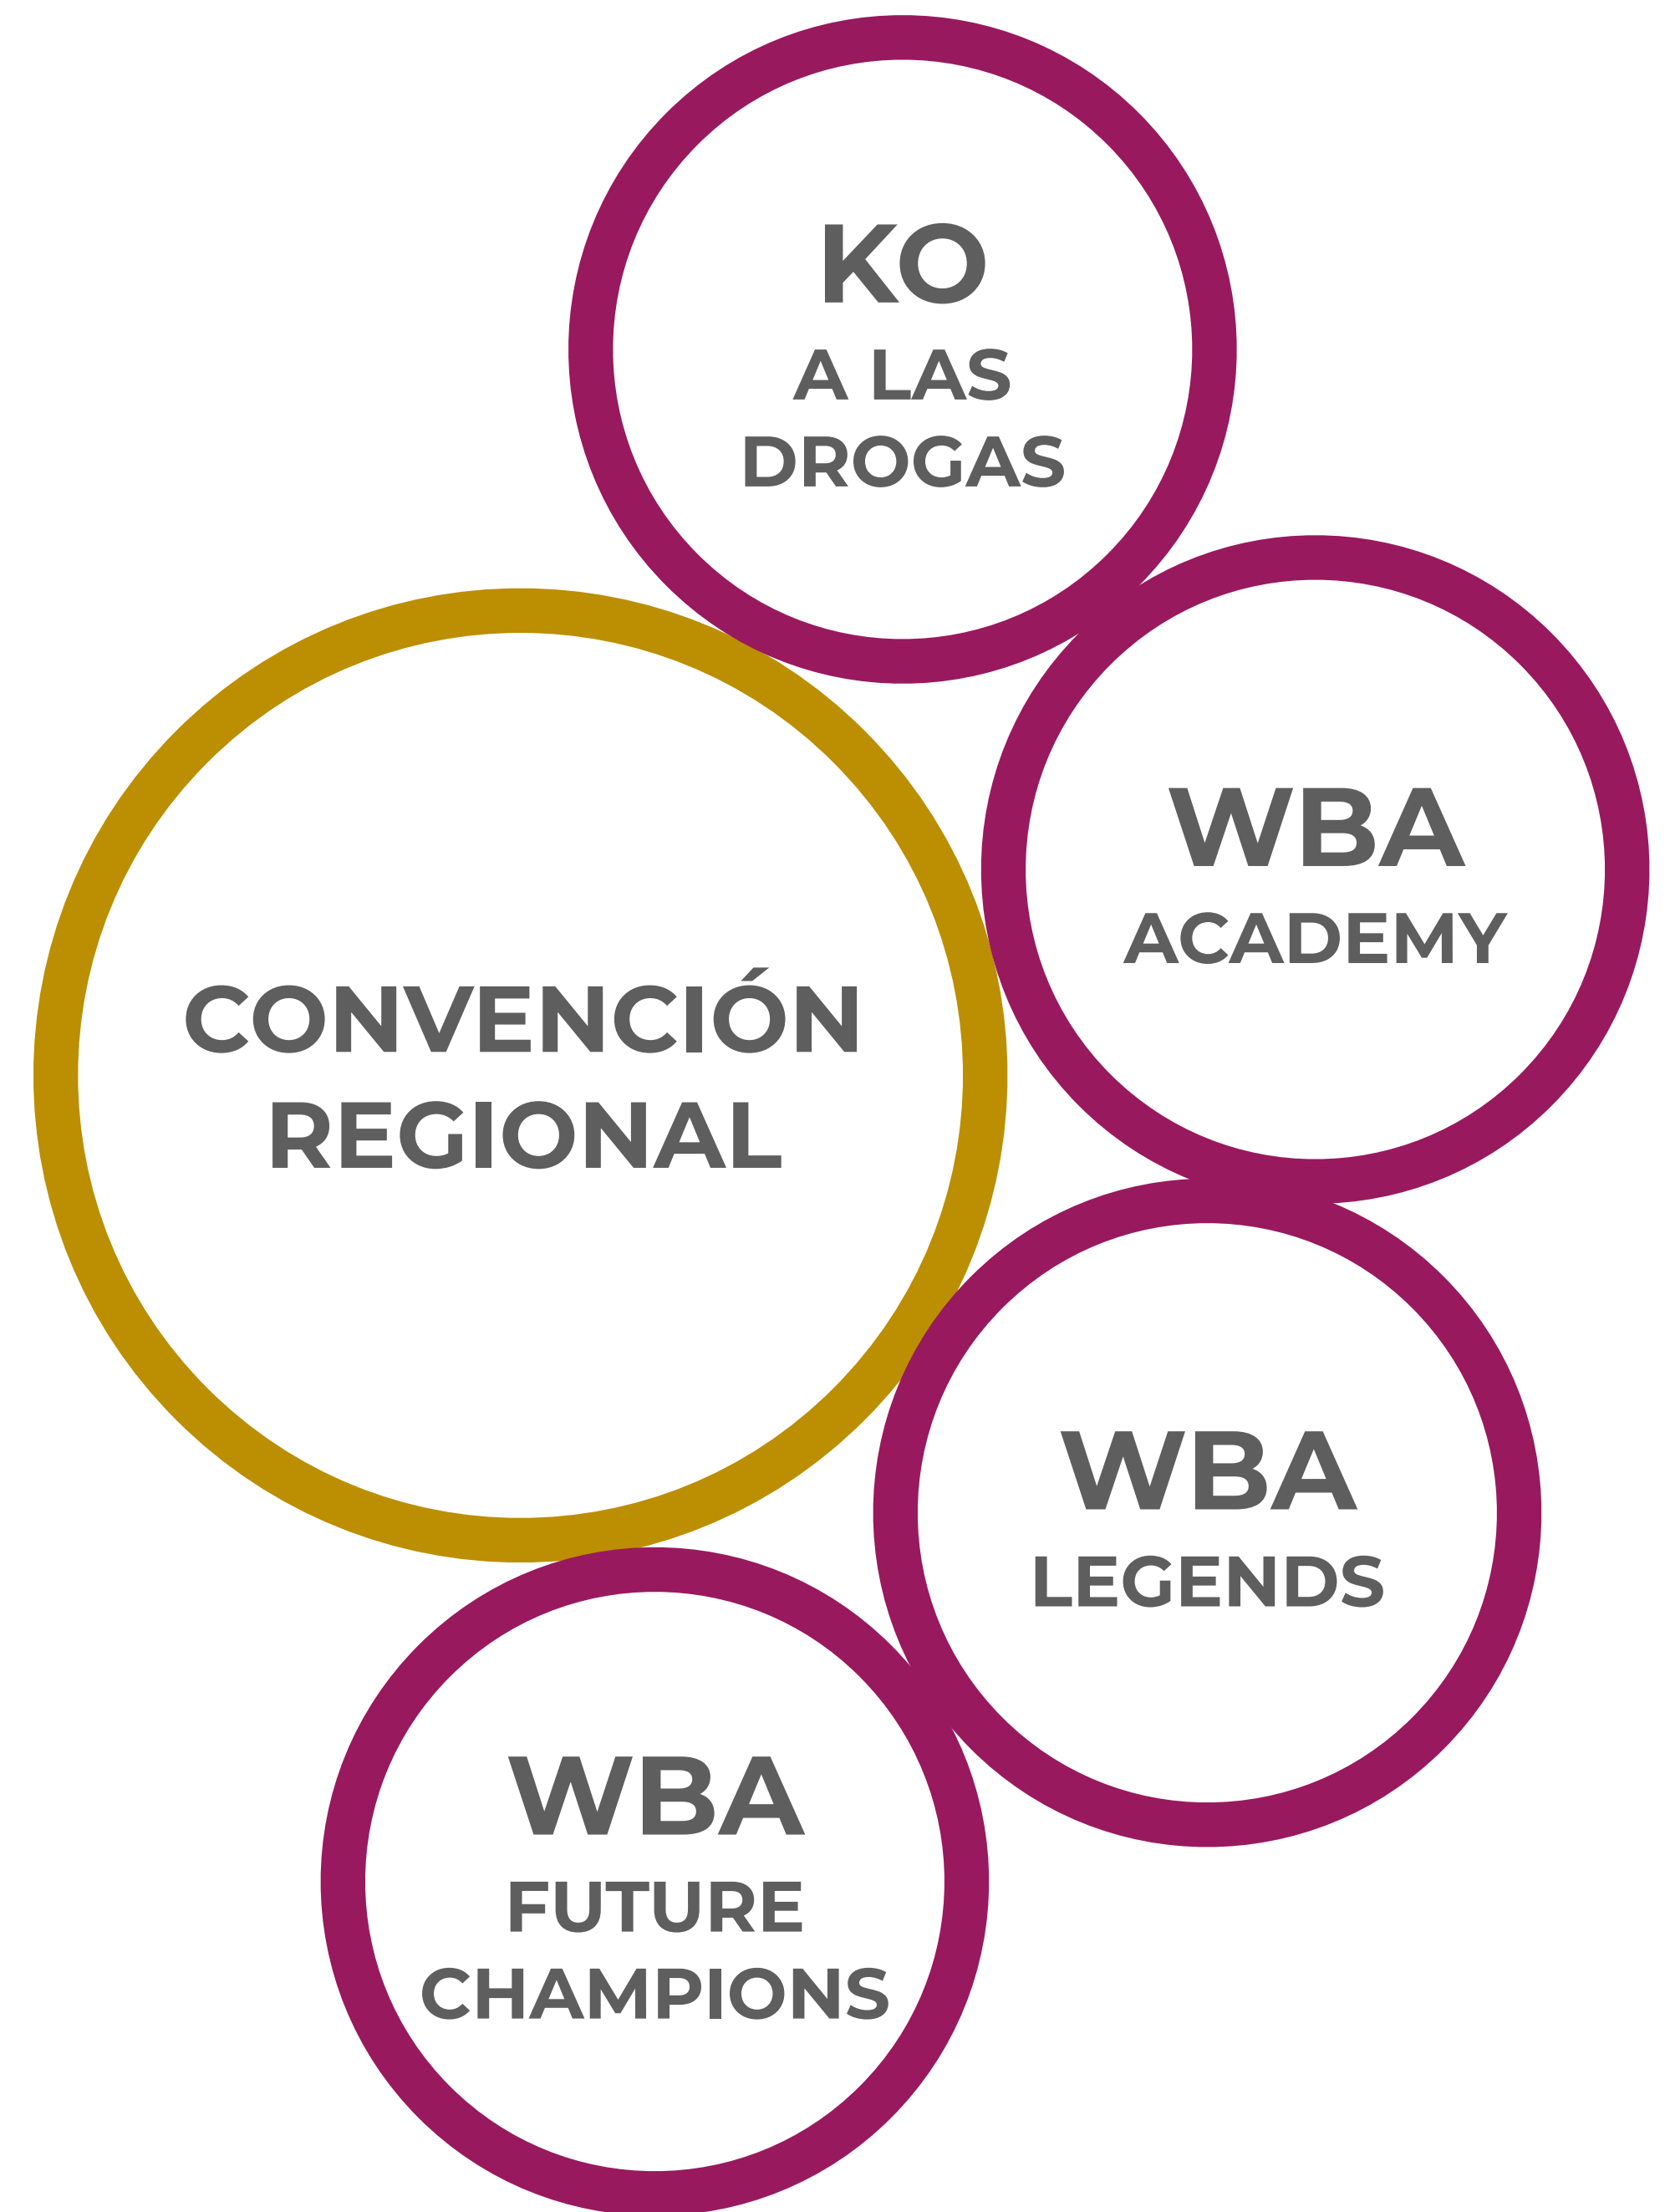 KO
A LAS
DROGAS
WBA
ACADEMY
CONVENCIÓN
REGIONAL
WBA
LEGENDS
WBA
FUTURE
CHAMPIONS